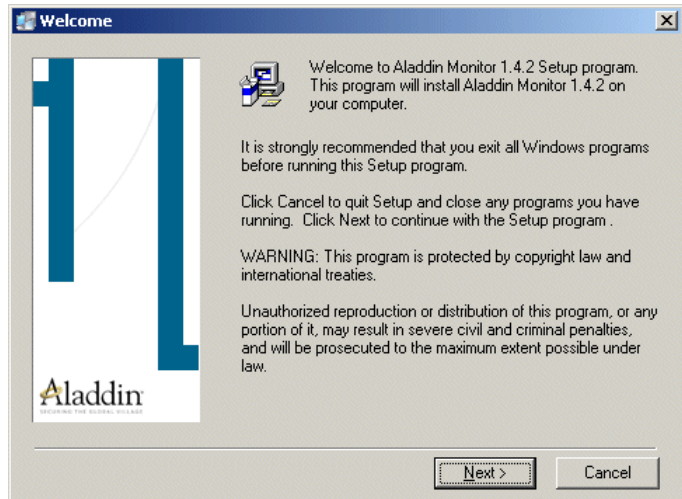 Welcome
Welcome to Aladdin Monitor 1.4.2 Setup program.
This program will install Aladdin Monitor 1.4.2 on
your computer.
It is strongly recommended that you exit all Windows programs
before running this Setup program.
Click Cancel to quit Setup and close any programs you have
running. Click Next to continue with the Setup program .
WARNING: This program is protected by copyright law and
international treaties.
Unauthorized reproduction or distribution of this program, or any
portion of it, may result in severe civil and criminal penalties,
and will be prosecuted to the maximum extent possible under
law.
Aladdin
SECURING THE GLOBAL VILLAGE
Next >
Cancel